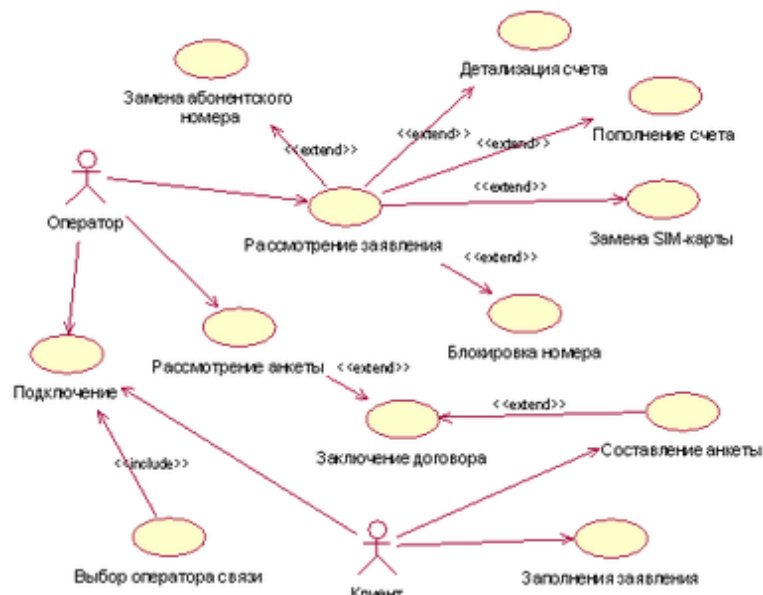 Детализация счета
Замена абонентского
номера
<<extend>>
<<extend>>
<<extend>>
Пополнение счета
<<extend>>
Оператор
Рассмотрение заявления
Замена SIM-карты
<<extend>>
Блокировка номера
Рассмотрение анкеты
<<extend>>
Подключение
<<extend>>
Заключение договора
Составление анкеты
<<include>>
Выбор оператора связи
Заполнения заявления
Клиент